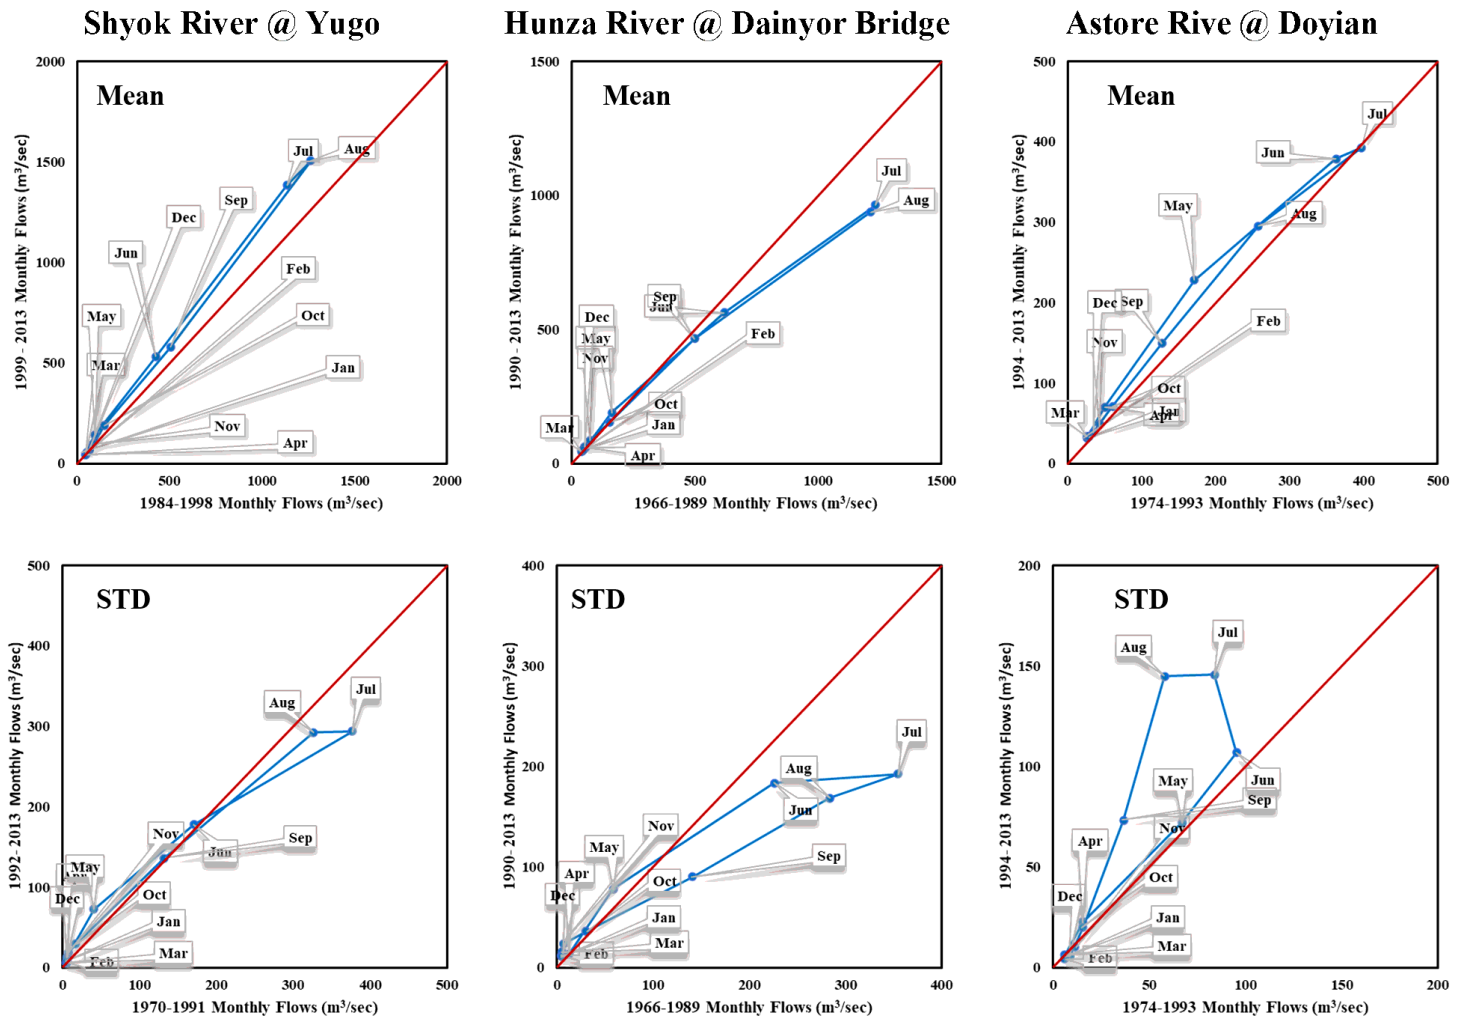 Shyok River @ Yugo
Hunza River @ Dainyor Bridge
Astore Rive @ Doyian
Mean
1999- 2013 Monthly Flows (m³/sec)
2000
1500
1000
500
0
Jul
Aug
Sep
Dec
Jun
Feb
May
Oct
Mar
Jan
Nov
Apr
0
500
1000
1500
2000
1984-1998 Monthly Flows (m³/sec)
Mean
1990- 2013 Monthly Flows (m³/sec)
1500
1000
500
0
Jul
Aug
Sep
Jun
Dec
Feb
May
Nov
Oct
Mar
Jan
Apr
0
500
1000
1500
1966-1989 Monthly Flows (m³/sec)
Mean
1994- 2013 Monthly Flows (m³/sec)
500
400
300
200
100
0
Jul
Jun
May
Aug
Dec
Sep
Feb
Nov
Oct
Mar
Jan
Apr
0
100
200
300
400
500
1974-1993 Monthly Flows (m³/sec)
STD
1992- 2013 Monthly Flows (m³/sec)
500
400
300
200
100
0
Jul
Aug
Nov
Sep
Jun
May
Apr
Dec
Oct
Jan
Mar
Feb
0
100
200
300
400
500
1970-1991 Monthly Flows (m³/sec)
STD
1990- 2013 Monthly Flows (m³/sec)
400
300
200
100
0
Jul
Aug
Jun
Nov
May
Sep
Apr
Oct
Dec
Jan
Mar
Feb
0
100
200
300
400
1966-1989 Monthly Flows (m³/sec)
STD
1994- 2013 Monthly Flows (m³/sec)
200
150
100
50
0
Jul
Aug
May
Jun
Sep
Nov
Apr
Oct
Dec
Jan
Mar
Feb
0
50
100
150
200
1974-1993 Monthly Flows (m³/sec)